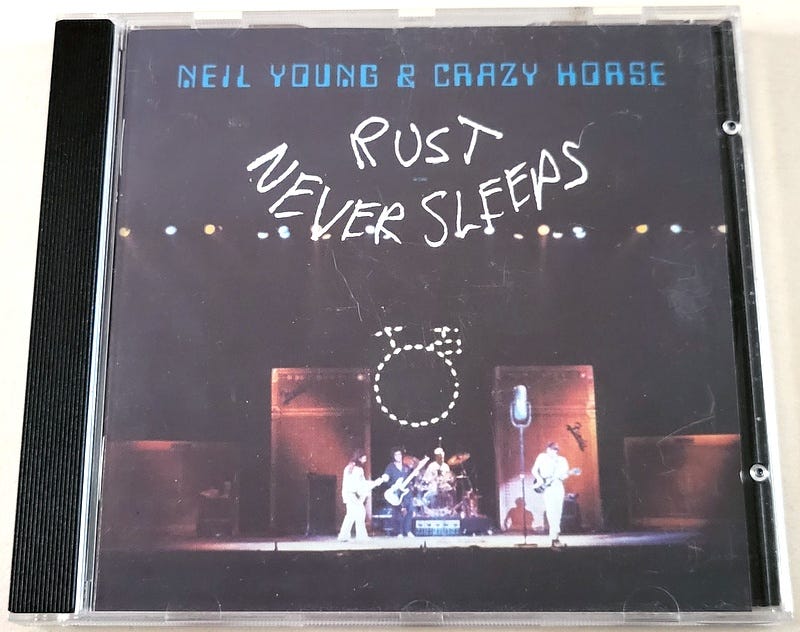 NEIL YOUNG & CRAZY HORSE
RUST
NEVER SLEEPS